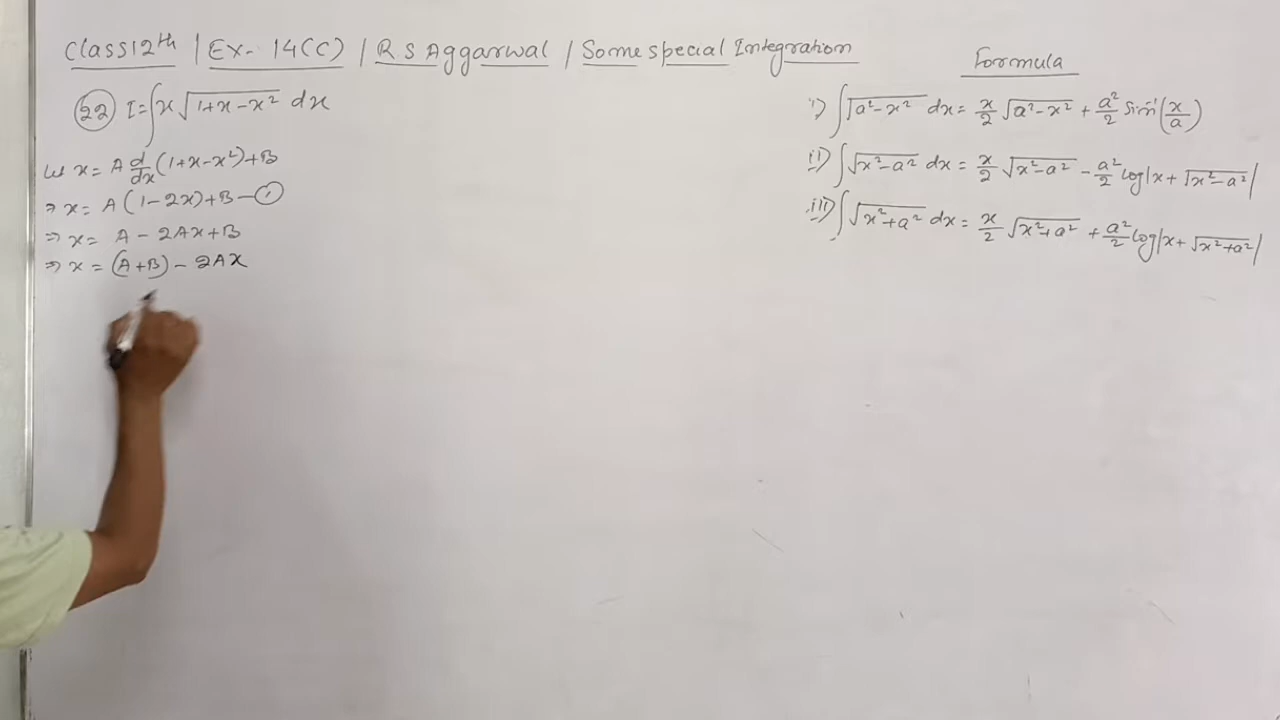 Class 12th / Ex- 14(C) / R S Aggarwal / Some special Integration
(22) I = ∫ x √(1+x-x²) dx
Let x = A d/dx (1+x-x²) + B
⇒ x = A(1-2x)+B — (1)
⇒ x = A - 2Ax + B
⇒ x = (A+B) - 2Ax
Formula
i) ∫ √(a²-x²) dx = x/2 √(a²-x²) + a²/2 Sin⁻¹(x/a)
ii) ∫ √(x²-a²) dx = x/2 √(x²-a²) - a²/2 log|x + √(x²-a²)|
iii) ∫ √(x²+a²) dx = x/2 √(x²+a²) + a²/2 log|x + √(x²+a²)|